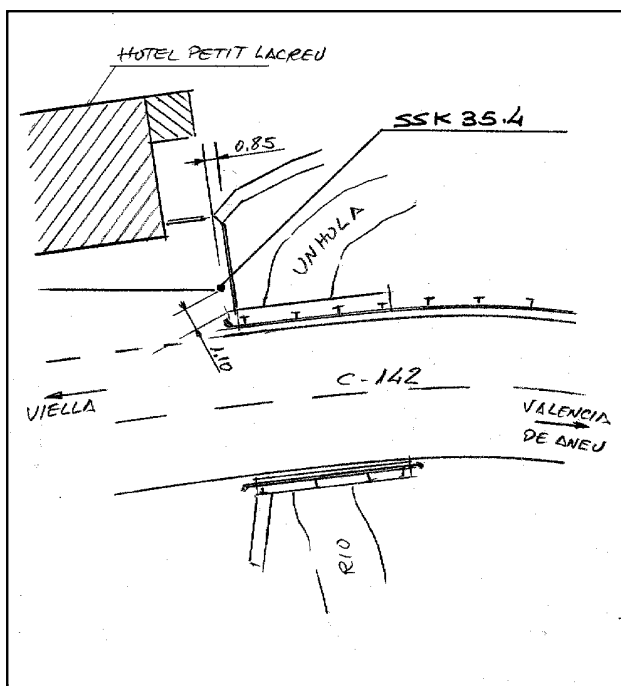 HOTEL PETIT LACREU
SSK 35.4
0.85
UNHOLA
1.10
C-142
VIELLA
VALENCIA
DE ANEU
RIO